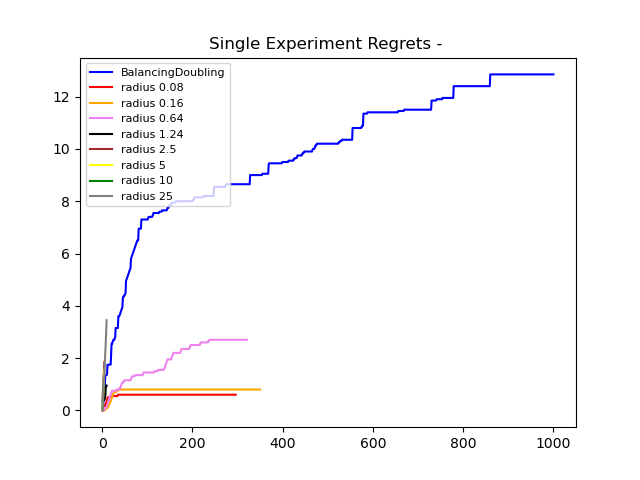 Single Experiment Regrets -
BalancingDoubling
radius 0.08
radius 0.16
radius 0.64
radius 1.24
radius 2.5
radius 5
radius 10
radius 25
12
10
8
6
4
2
0
0 200 400 600 800 1000